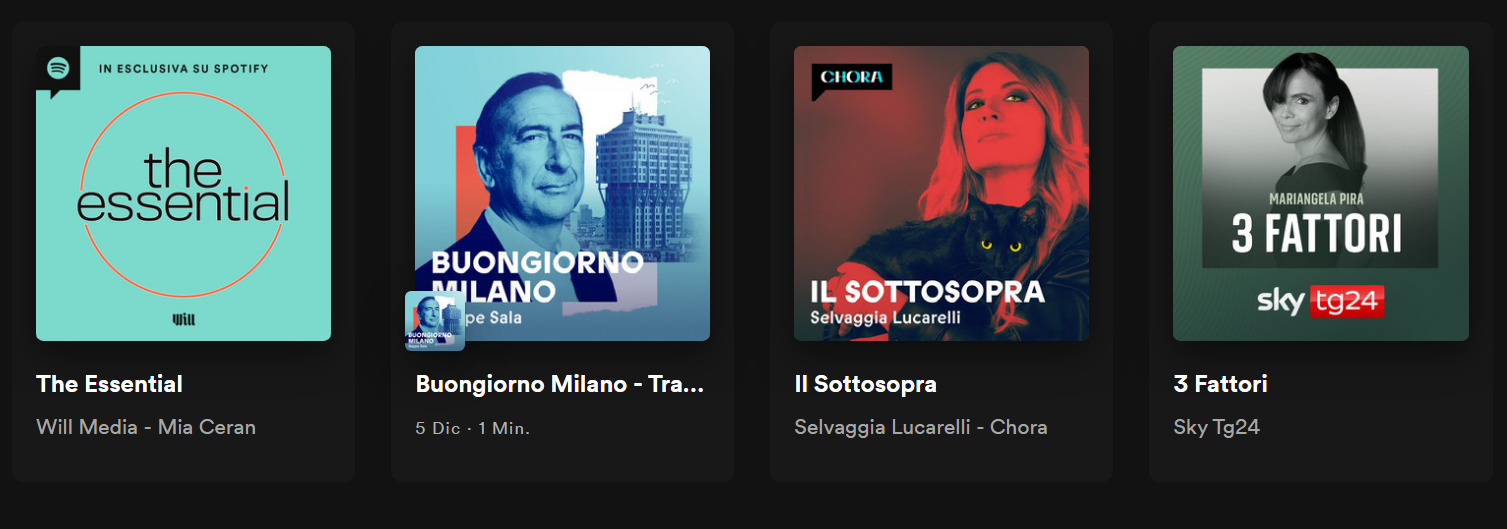 IN ESCLUSIVA SU SPOTIFY
the
essential
Will
The Essential
Will Media - Mia Ceran
BUONGIORNO
MILANO
pe Sala
BUONGIORNO
MILANO
Beppe Sala
Buongiorno Milano - Tra...
5 Dic · 1 Min.
CHORA
IL SOTTOSOPRA
Selvaggia Lucarelli
Il Sottosopra
Selvaggia Lucarelli - Chora
MARIANGELA PIRA
3 FATTORI
sky tg24
3 Fattori
Sky Tg24